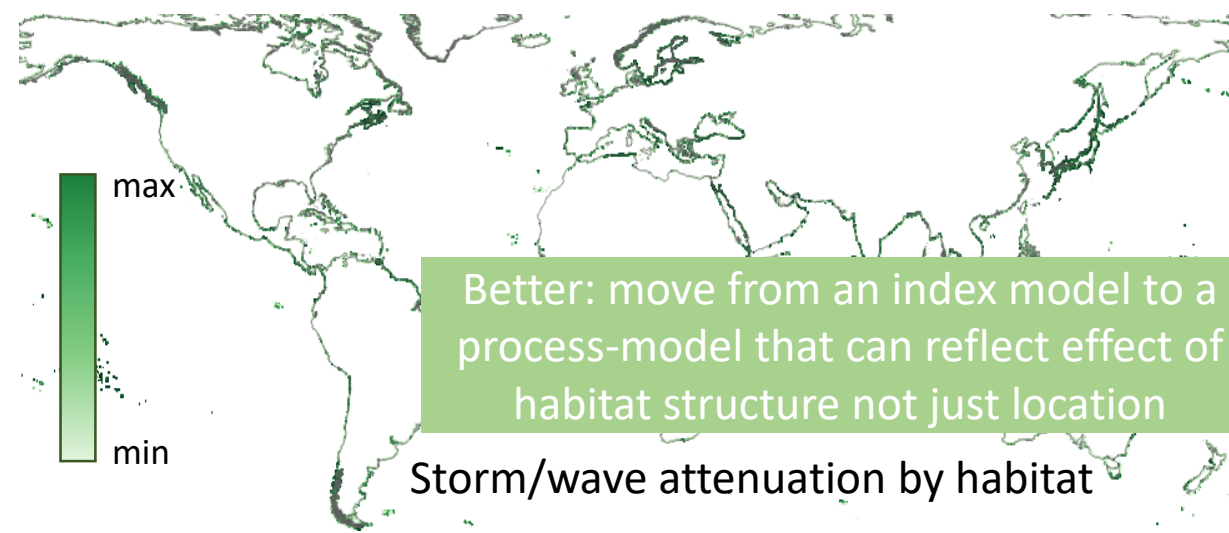 max
Better: move from an index model to a
process-model that can reflect effect of
habitat structure not just location
min
Storm/wave attenuation by habitat